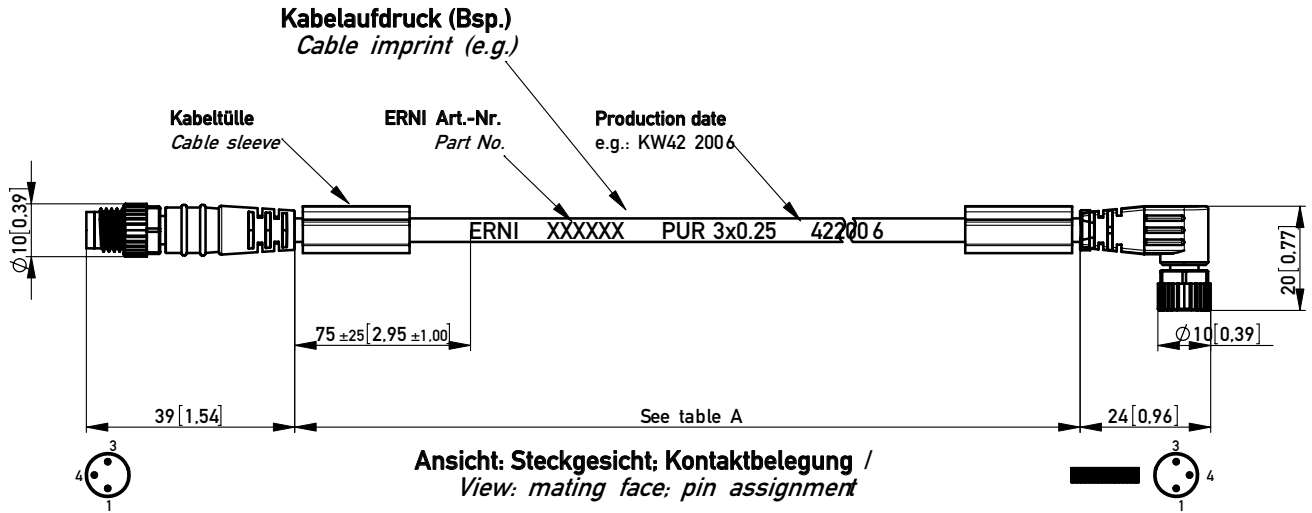 Kabelaufdruck (Bsp.)
Cable imprint (e.g.)
Kabeltülle
Cable sleeve
ERNI Art.-Nr.
Part No.
Production date
e.g.: KW42 2006
ERNI XXXXXX PUR 3x0.25 422006
Ø10[0.39]
20[0.77]
75 ±25[2,95 ±1,00]
Ø10[0,39]
39[1,54]
See table A
24[0,96]
3
4
1
Ansicht: Steckgesicht; Kontaktbelegung /
View: mating face; pin assignment
3
4
1